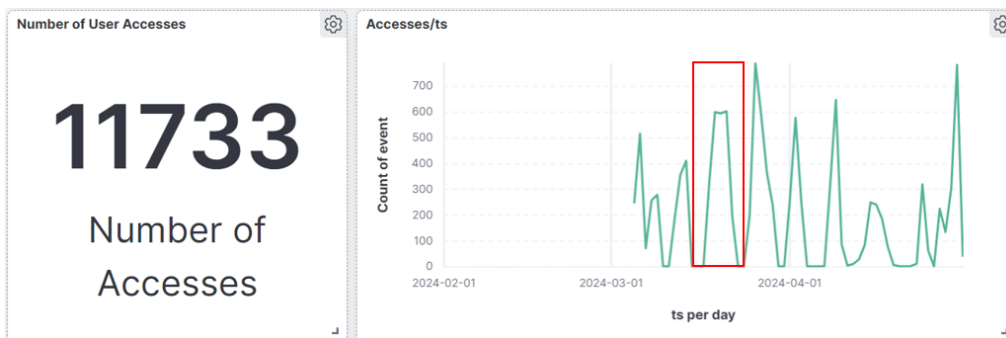 Number of User Accesses
11733
Number of
Accesses
Accesses/ts
Count of event
700
600
500
400
300
200
100
0
2024-02-01
2024-03-01
2024-04-01
ts per day